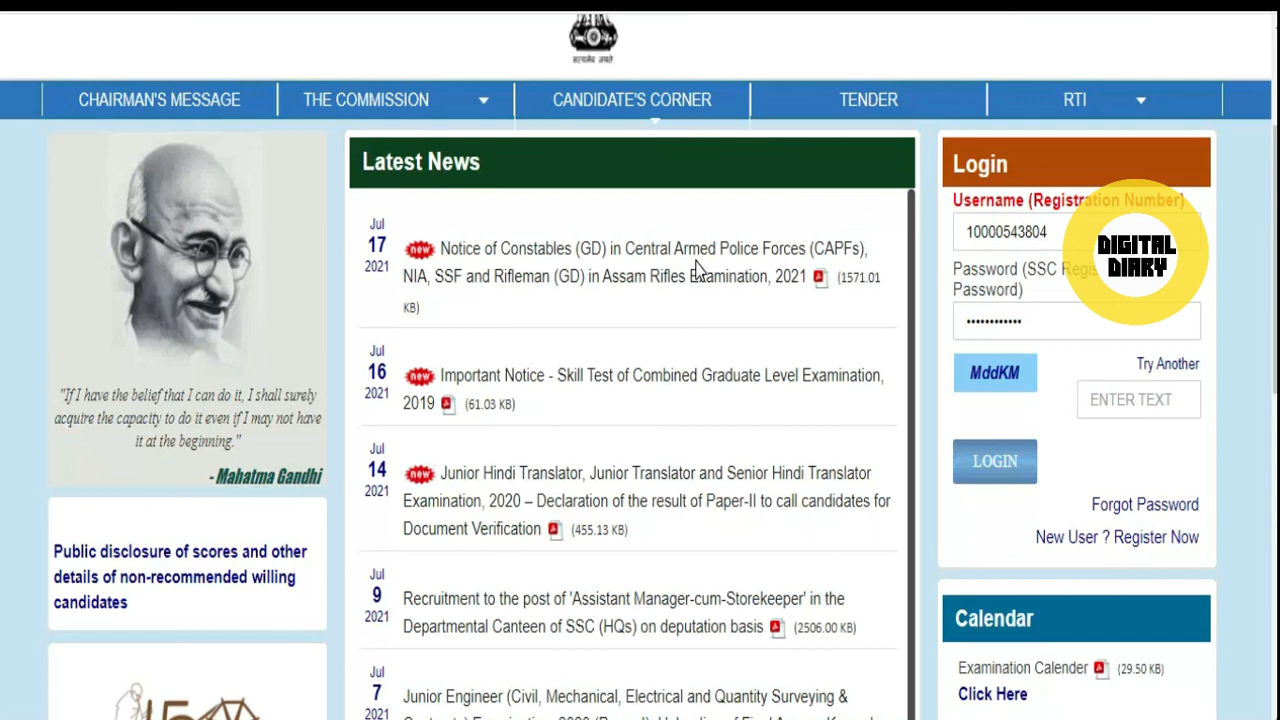 सत्यमेव जयते
CHAIRMAN'S MESSAGE
THE COMMISSION
CANDIDATE'S CORNER
TENDER
RTI
"If I have the belief that I can do it, I shall surely
acquire the capacity to do it even if I may not have
it at the beginning."
- Mahatma Gandhi
Public disclosure of scores and other
details of non-recommended willing
candidates
Latest News
Jul
17
2021
new
Notice of Constables (GD) in Central Armed Police Forces (CAPFs),
NIA, SSF and Rifleman (GD) in Assam Rifles Examination, 2021 (1571.01
KB)
Jul
16
2021
new
Important Notice - Skill Test of Combined Graduate Level Examination,
2019 (61.03 KB)
Jul
14
2021
new
Junior Hindi Translator, Junior Translator and Senior Hindi Translator
Examination, 2020 – Declaration of the result of Paper-II to call candidates for
Document Verification (455.13 KB)
Jul
9
2021
Recruitment to the post of 'Assistant Manager-cum-Storekeeper' in the
Departmental Canteen of SSC (HQs) on deputation basis (2506.00 KB)
Jul
7
2021
Junior Engineer (Civil, Mechanical, Electrical and Quantity Surveying &
Login
Username (Registration Number)
10000543804
Password (SSC
Password)
••••••••••••
DIGITAL
DIARY
MddKM
Try Another
ENTER TEXT
LOGIN
Forgot Password
New User ? Register Now
Calendar
Examination Calender (29.50 KB)
Click Here